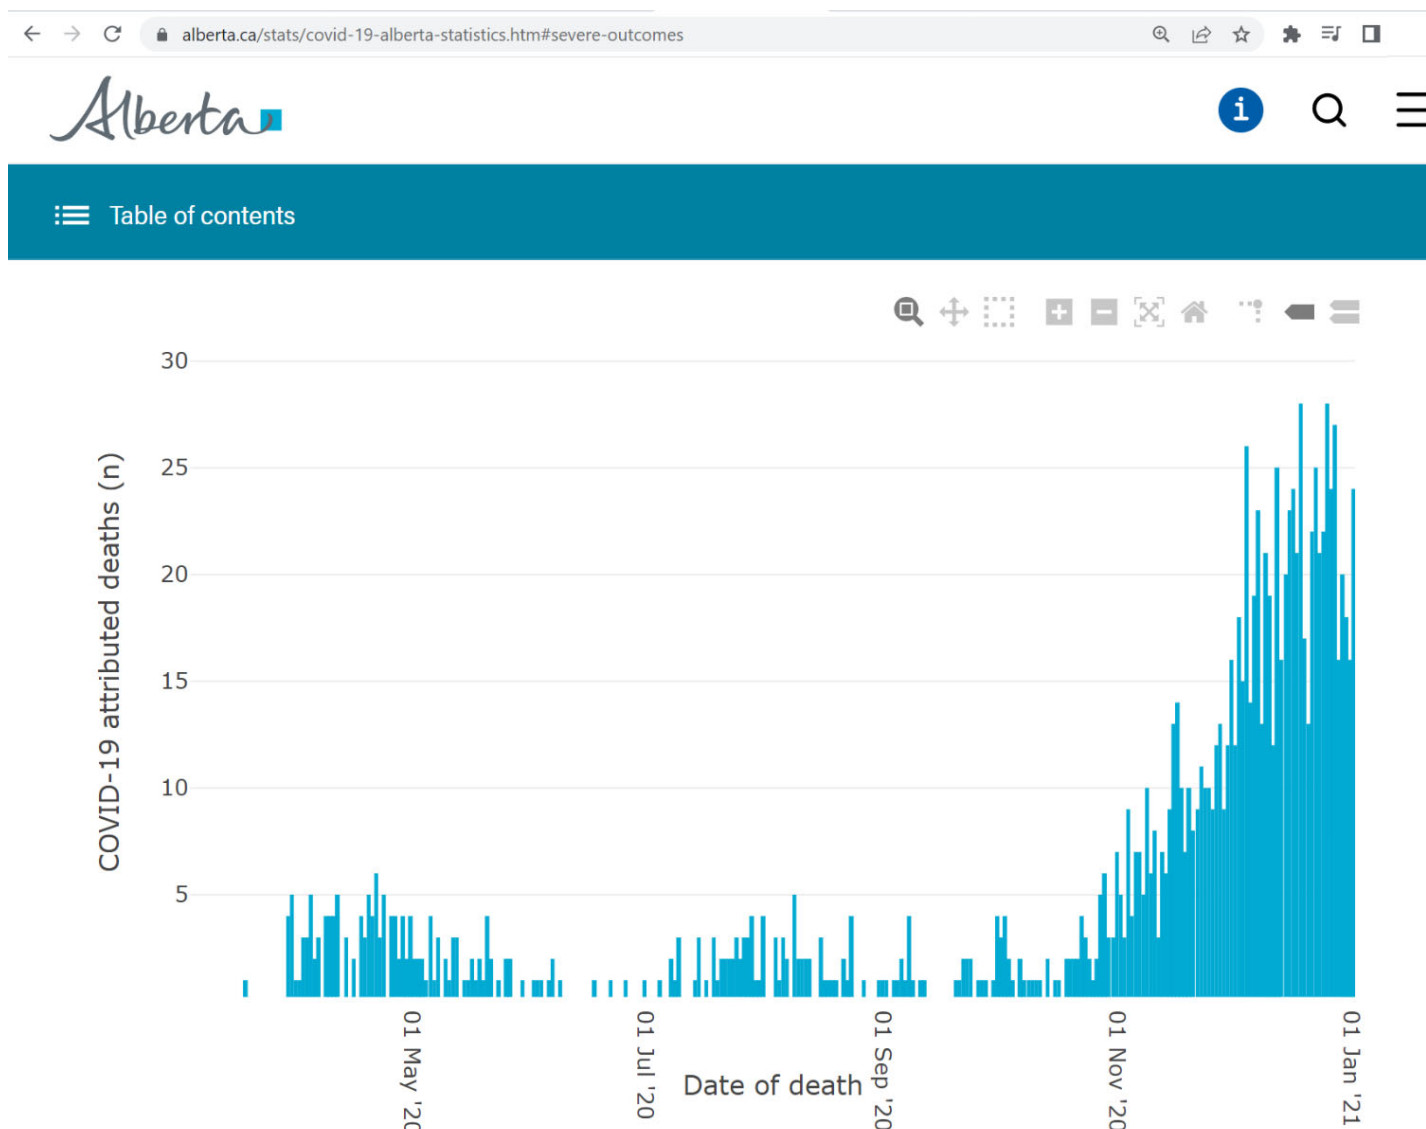 alberta.ca/stats/covid-19-alberta-statistics.htm#severe-outcomes
Alberta
i
Table of contents
30
25
20
15
10
5
COVID-19 attributed deaths (n)
01 May '20
01 Jul '20
01 Sep '20
01 Nov '20
01 Jan '21
Date of death